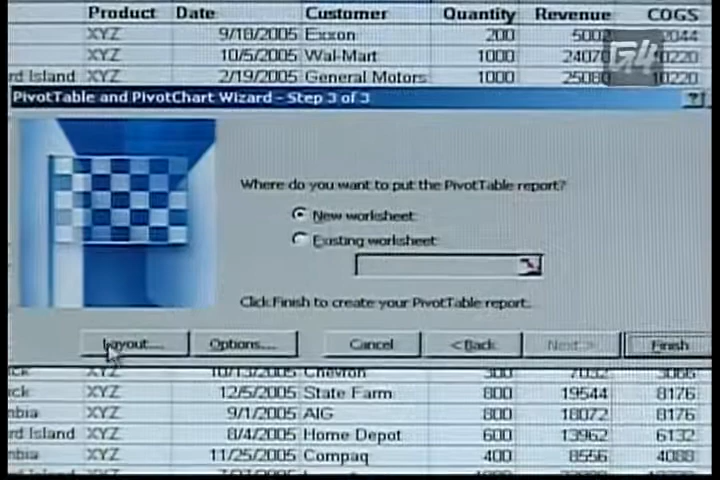 Product Date Customer Quantity Revenue COGS
XYZ 9/18/2005 Exxon 200 5002 2044
XYZ 10/5/2005 Wal-Mart 1000 24070 10220
rd Island XYZ 2/19/2005 General Motors 1000 25080 10220
PivotTable and PivotChart Wizard - Step 3 of 3
Where do you want to put the PivotTable report?
New worksheet
Existing worksheet
Click Finish to create your PivotTable report.
Layout... Options... Cancel < Back Next > Finish
ck XYZ 10/13/2005 Chevron 300 7032 3066
ck XYZ 12/5/2005 State Farm 800 19544 8176
mbia XYZ 9/1/2005 AIG 800 18072 8176
rd Island XYZ 8/4/2005 Home Depot 600 13962 6132
mbia XYZ 11/25/2005 Compaq 400 8556 4088